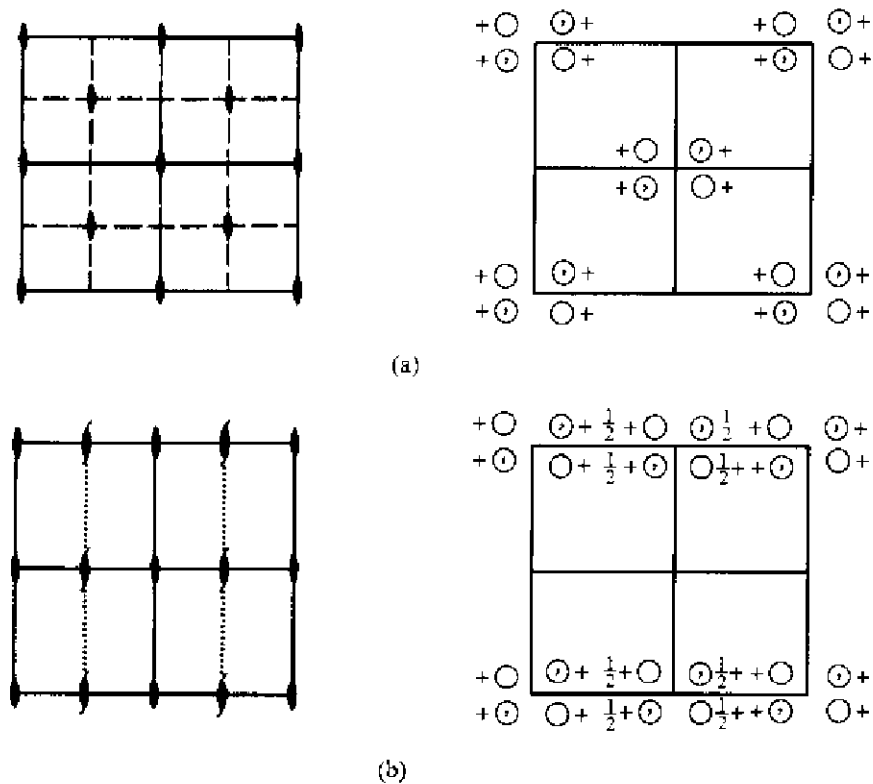 + + + +
+ + + +
+ +
+ +
+ + + +
+ + + +
(a)
+ + 1/2 + 1/2 + +
+ + 1/2 + 1/2 + + +
+ + 1/2 + 1/2 + + +
+ + 1/2 + 1/2 + + +
(b)